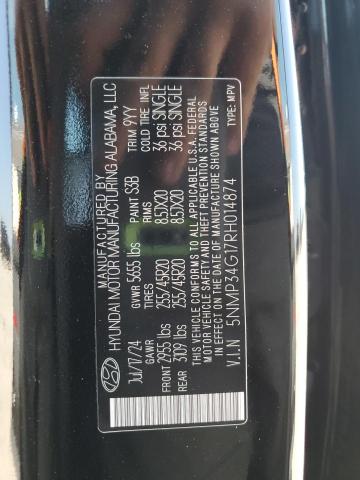 MANUFACTURED BY
HYUNDAI MOTOR MANUFACTURING ALABAMA, LLC
Jul/17/24 GVWR 5655 lbs PAINT S3B TRIM 9YY
GAWR TIRES RIMS COLD TIRE INFL
FRONT 2955 lbs 255/45R20 8.5JX20 36 psi SINGLE
REAR 3109 lbs 255/45R20 8.5JX20 36 psi SINGLE
THIS VEHICLE CONFORMS TO ALL APPLICABLE U.S.A. FEDERAL
MOTOR VEHICLE SAFETY AND THEFT PREVENTION STANDARDS
IN EFFECT ON THE DATE OF MANUFACTURE SHOWN ABOVE.
V.I.N 5NMP34G17RH014874 TYPE: MPV